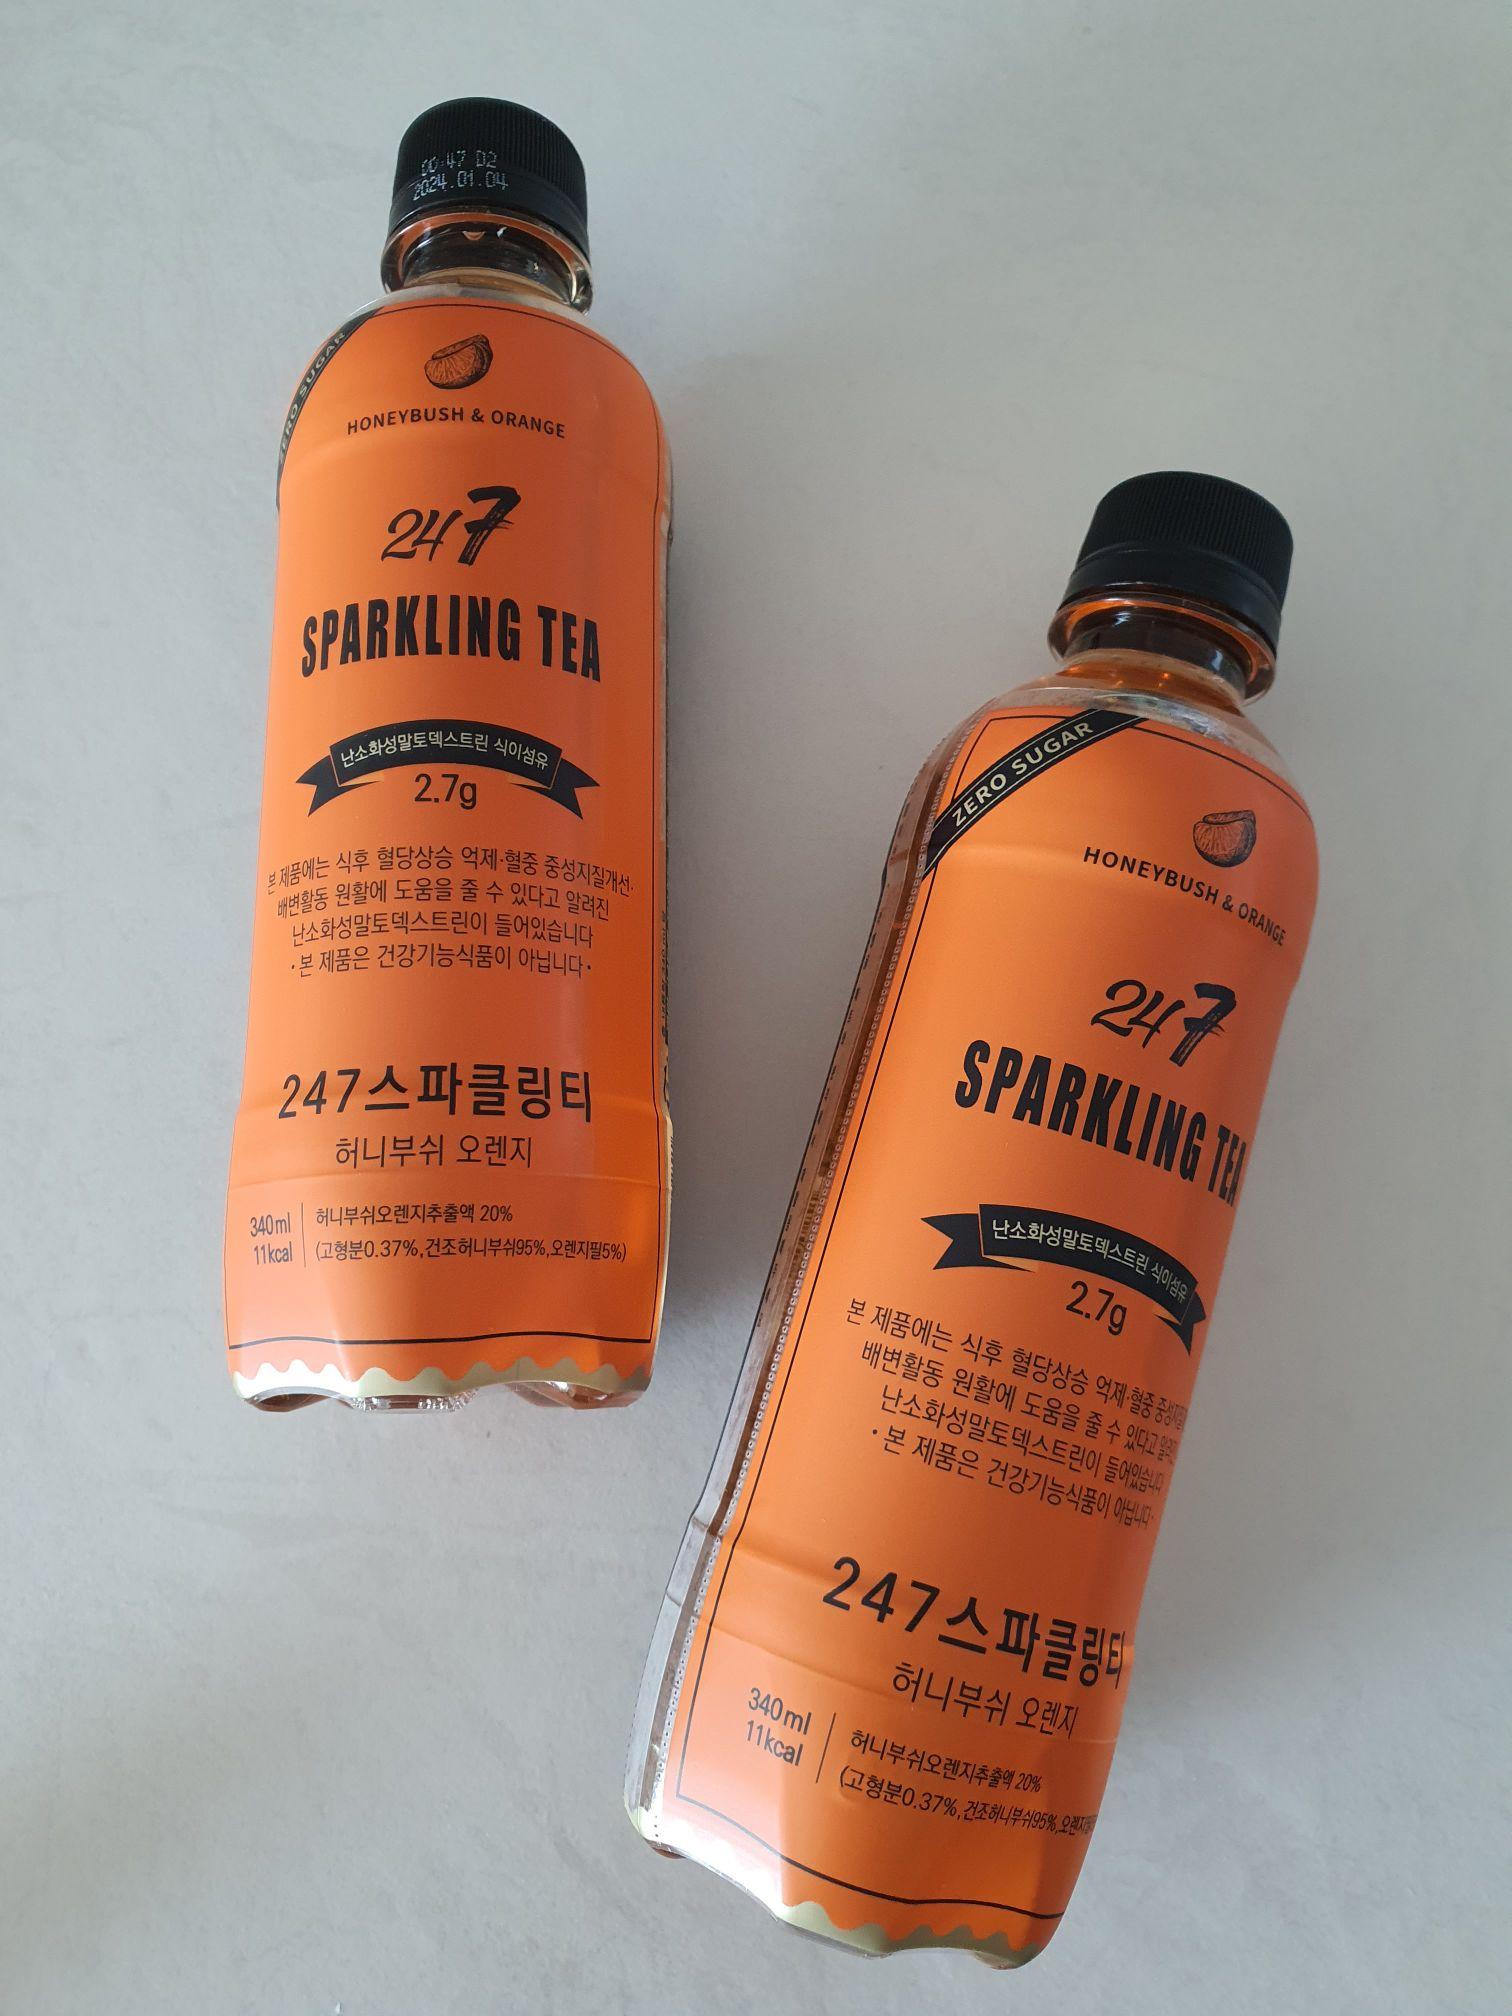 00:47 D2
2024.01.04
ZERO SUGAR
HONEYBUSH & ORANGE
247
SPARKLING TEA
난소화성말토덱스트린 식이섬유
2.7g
본 제품에는 식후 혈당상승 억제·혈중 중성지질개선·
배변활동 원활에 도움을 줄 수 있다고 알려진
난소화성말토덱스트린이 들어있습니다
·본 제품은 건강기능식품이 아닙니다·
247스파클링티
허니부쉬 오렌지
340ml
11kcal
허니부쉬오렌지추출액 20%
(고형분0.37%,건조허니부쉬95%,오렌지필5%)
ZERO SUGAR
HONEYBUSH & ORANGE
247
SPARKLING TEA
난소화성말토덱스트린 식이섬유
2.7g
본 제품에는 식후 혈당상승 억제·혈중
배변활동 원활에 도움을 줄 수 있다고
난소화성말토덱스트린이 들어있습니다
·본 제품은 건강기능식품이 아닙니다·
247스파클링티
허니부쉬 오렌지
340ml
11kcal
허니부쉬오렌지추출액 20%
(고형분0.37%,건조허니부쉬95%,